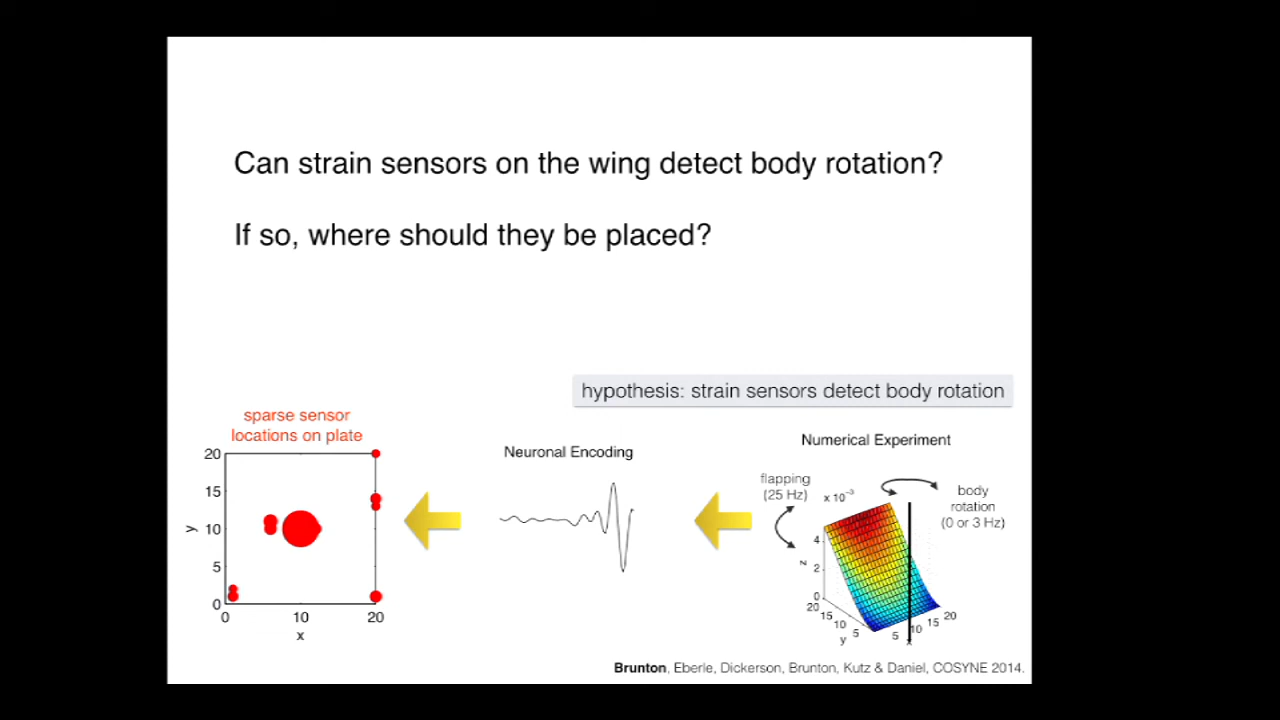 Can strain sensors on the wing detect body rotation?
If so, where should they be placed?
hypothesis: strain sensors detect body rotation
sparse sensor
locations on plate
20
15
10
5
0
y
0
10
20
x
Neuronal Encoding
Numerical Experiment
flapping
(25 Hz)
x 10⁻³
body
rotation
(0 or 3 Hz)
4
2
0
z
20
15
10
5
y
5
10
15
20
x
Brunton, Eberle, Dickerson, Brunton, Kutz & Daniel, COSYNE 2014.